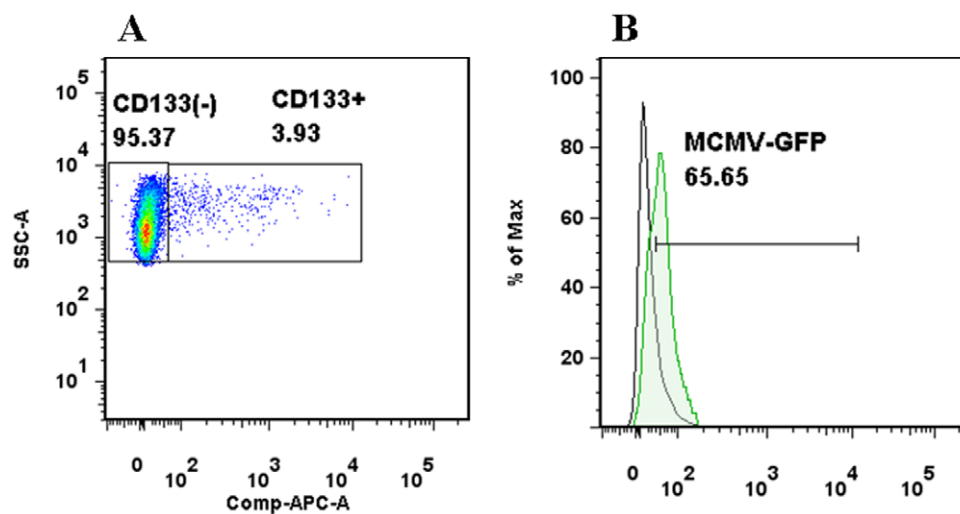 A
CD133(-) CD133+
95.37 3.93
10^5
10^4
10^3
10^2
10^1
SSC-A
0 10^2 10^3 10^4 10^5
Comp-APC-A
B
MCMV-GFP
65.65
100
80
60
40
20
% of Max
0 10^2 10^3 10^4 10^5